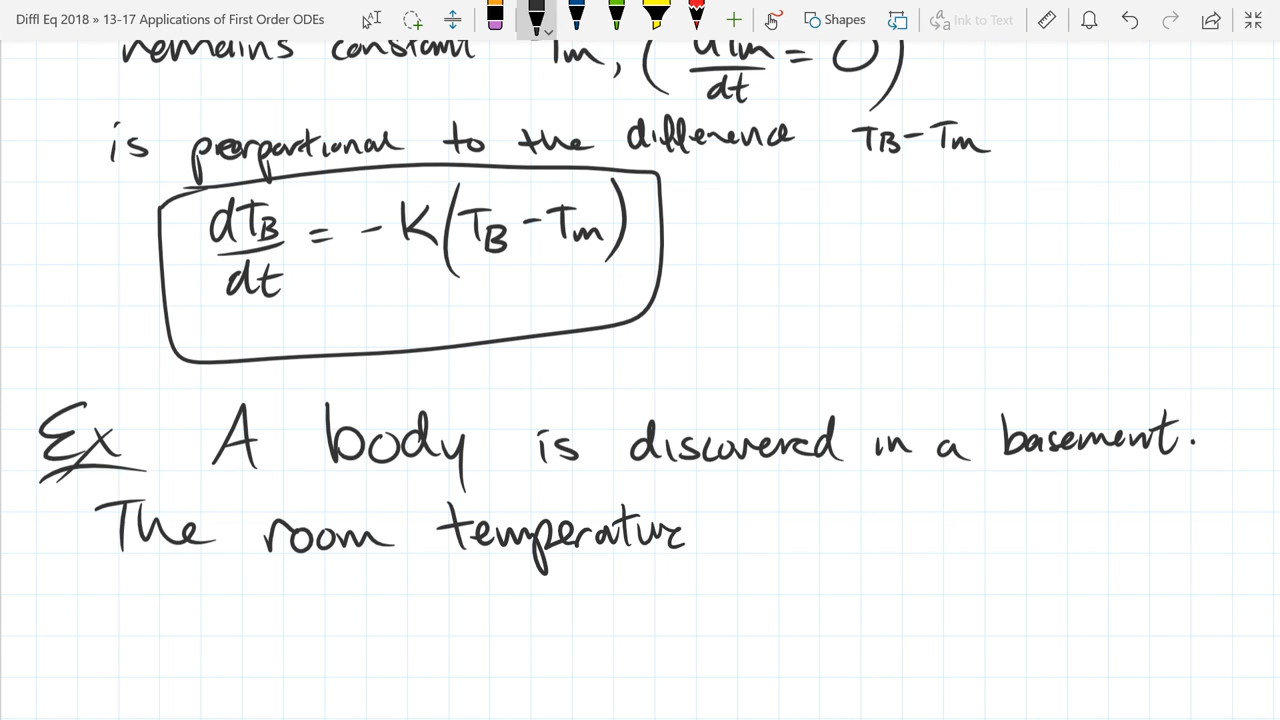 Diffl Eq 2018 » 13-17 Applications of First Order ODEs
Shapes
Ink to Text
remains constant Tm, (dTm/dt = 0)
is perportional to the difference TB-Tm
dTB/dt = -K(TB-Tm)
Ex A body is discovered in a basement.
The room temperature